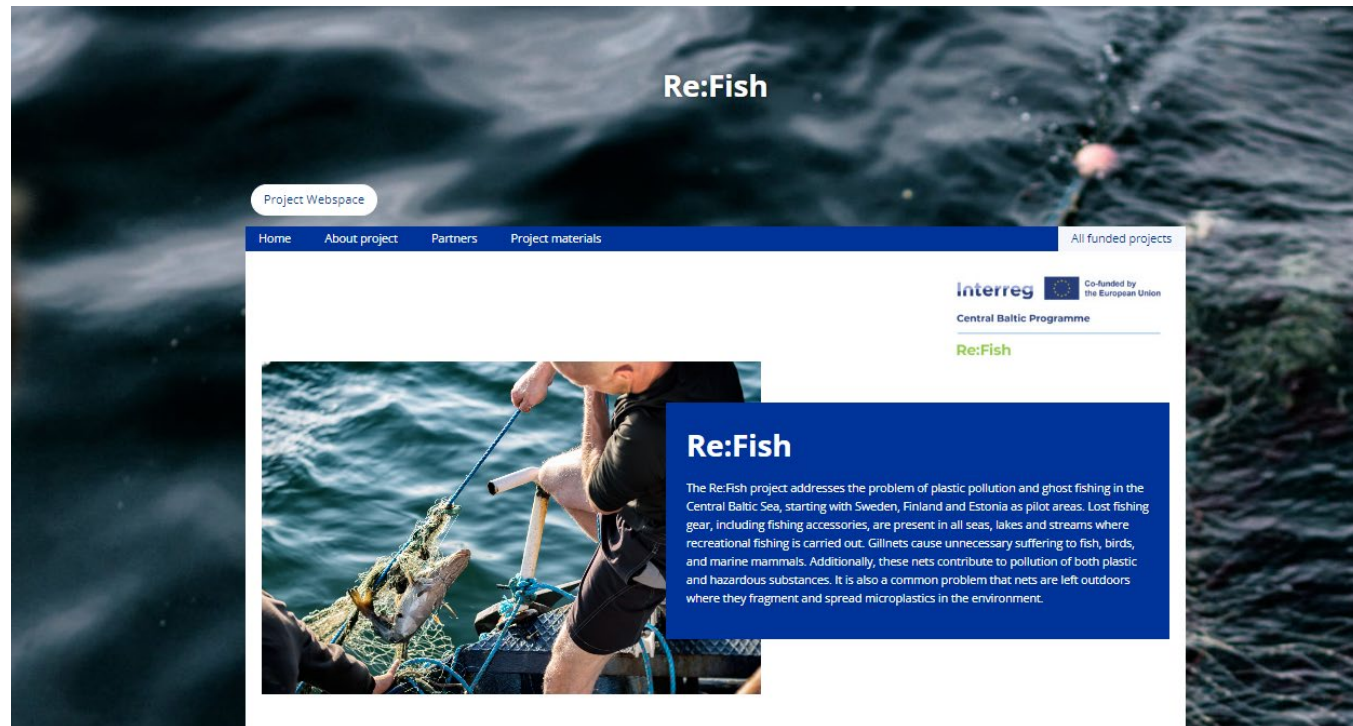 Re:Fish
Project Webspace
Home About project Partners Project materials All funded projects
Interreg Co-funded by
the European Union
Central Baltic Programme
Re:Fish
Re:Fish
The Re:Fish project addresses the problem of plastic pollution and ghost fishing in the
Central Baltic Sea, starting with Sweden, Finland and Estonia as pilot areas. Lost fishing
gear, including fishing accessories, are present in all seas, lakes and streams where
recreational fishing is carried out. Gillnets cause unnecessary suffering to fish, birds,
and marine mammals. Additionally, these nets contribute to pollution of both plastic
and hazardous substances. It is also a common problem that nets are left outdoors
where they fragment and spread microplastics in the environment.